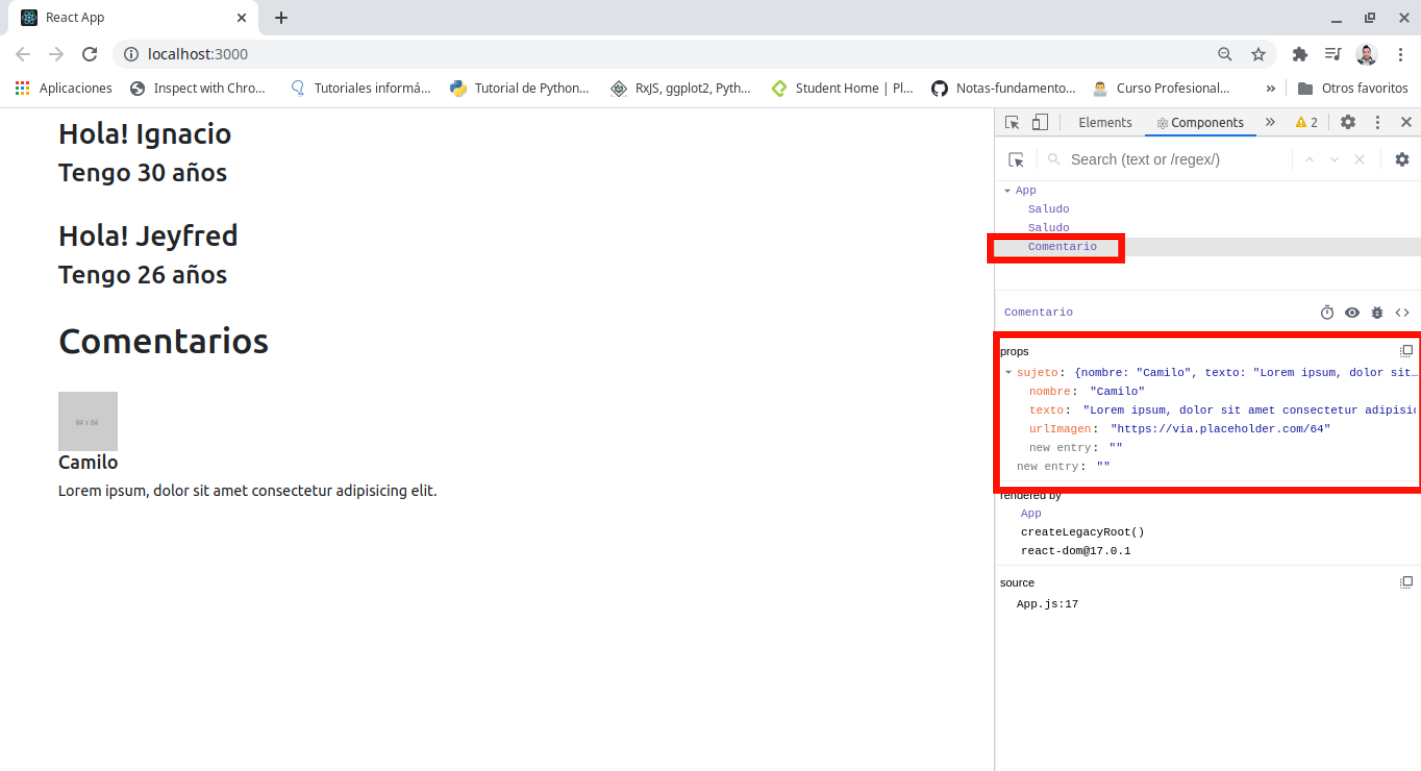 React App
localhost:3000
Aplicaciones Inspect with Chro... Tutoriales informá... Tutorial de Python... RxJS, ggplot2, Pyth... Student Home | Pl... Notas-fundamento... Curso Profesional... » Otros favoritos
Hola! Ignacio
Tengo 30 años
Hola! Jeyfred
Tengo 26 años
Comentarios
64 x 64
Camilo
Lorem ipsum, dolor sit amet consectetur adipisicing elit.
Elements Components » 2
Search (text or /regex/)
App
Saludo
Saludo
Comentario
Comentario
props
sujeto: {nombre: "Camilo", texto: "Lorem ipsum, dolor sit…
nombre: "Camilo"
texto: "Lorem ipsum, dolor sit amet consectetur adipisic
urlImagen: "https://via.placeholder.com/64"
new entry: ""
new entry: ""
rendered by
App
createLegacyRoot()
react-dom@17.0.1
source
App.js:17